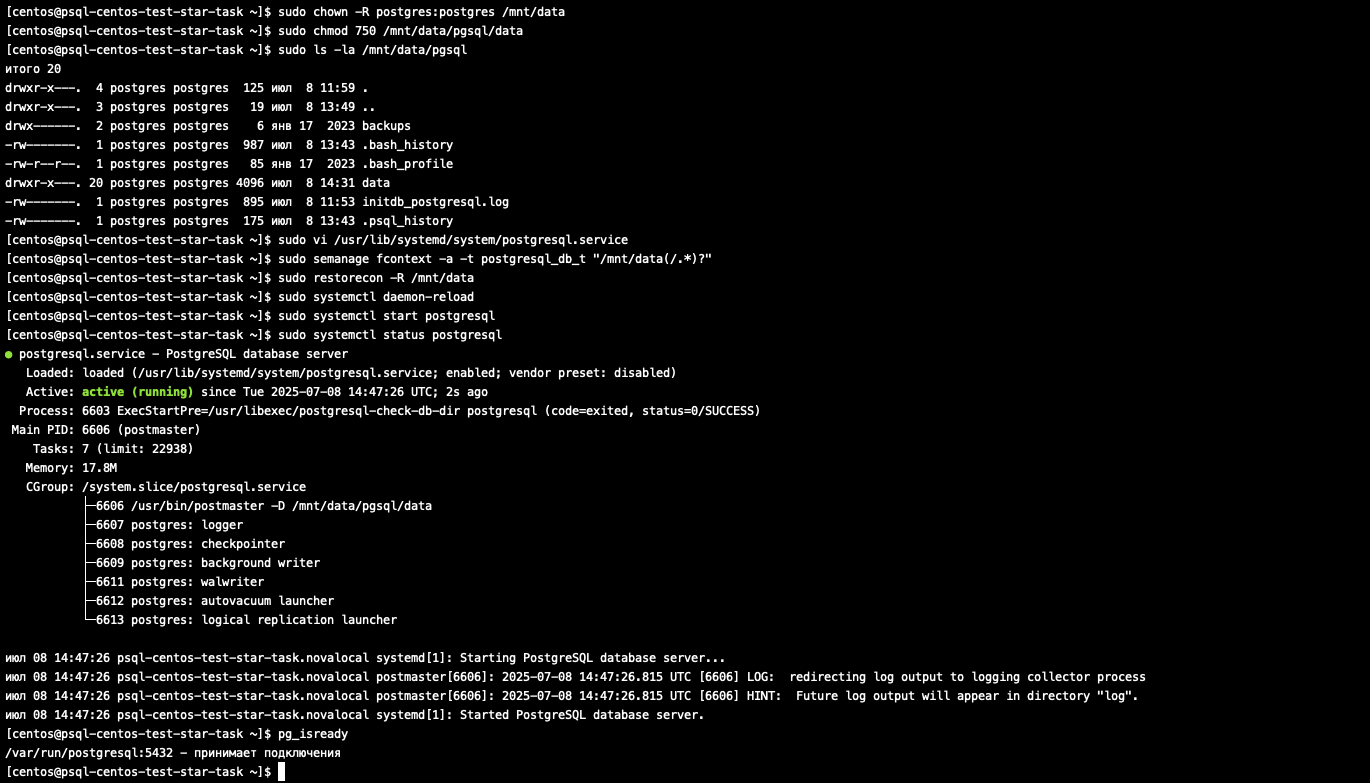 [centos@psql-centos-test-star-task ~]$ sudo chown -R postgres:postgres /mnt/data
[centos@psql-centos-test-star-task ~]$ sudo chmod 750 /mnt/data/pgsql/data
[centos@psql-centos-test-star-task ~]$ sudo ls -la /mnt/data/pgsql
итого 20
drwxr-x---.  4 postgres postgres  125 июл  8 11:59 .
drwxr-x---.  3 postgres postgres   19 июл  8 13:49 ..
drwx------.  2 postgres postgres    6 янв 17  2023 backups
-rw-------.  1 postgres postgres  987 июл  8 13:43 .bash_history
-rw-r--r--.  1 postgres postgres   85 янв 17  2023 .bash_profile
drwxr-x---. 20 postgres postgres 4096 июл  8 14:31 data
-rw-------.  1 postgres postgres  895 июл  8 11:53 initdb_postgresql.log
-rw-------.  1 postgres postgres  175 июл  8 13:43 .psql_history
[centos@psql-centos-test-star-task ~]$ sudo vi /usr/lib/systemd/system/postgresql.service
[centos@psql-centos-test-star-task ~]$ sudo semanage fcontext -a -t postgresql_db_t "/mnt/data(/.*)?"
[centos@psql-centos-test-star-task ~]$ sudo restorecon -R /mnt/data
[centos@psql-centos-test-star-task ~]$ sudo systemctl daemon-reload
[centos@psql-centos-test-star-task ~]$ sudo systemctl start postgresql
[centos@psql-centos-test-star-task ~]$ sudo systemctl status postgresql
● postgresql.service - PostgreSQL database server
   Loaded: loaded (/usr/lib/systemd/system/postgresql.service; enabled; vendor preset: disabled)
   Active: active (running) since Tue 2025-07-08 14:47:26 UTC; 2s ago
  Process: 6603 ExecStartPre=/usr/libexec/postgresql-check-db-dir postgresql (code=exited, status=0/SUCCESS)
 Main PID: 6606 (postmaster)
    Tasks: 7 (limit: 22938)
   Memory: 17.8M
   CGroup: /system.slice/postgresql.service
           ├─6606 /usr/bin/postmaster -D /mnt/data/pgsql/data
           ├─6607 postgres: logger
           ├─6608 postgres: checkpointer
           ├─6609 postgres: background writer
           ├─6611 postgres: walwriter
           ├─6612 postgres: autovacuum launcher
           └─6613 postgres: logical replication launcher
июл 08 14:47:26 psql-centos-test-star-task.novalocal systemd[1]: Starting PostgreSQL database server...
июл 08 14:47:26 psql-centos-test-star-task.novalocal postmaster[6606]: 2025-07-08 14:47:26.815 UTC [6606] LOG:  redirecting log output to logging collector process
июл 08 14:47:26 psql-centos-test-star-task.novalocal postmaster[6606]: 2025-07-08 14:47:26.815 UTC [6606] HINT:  Future log output will appear in directory "log".
июл 08 14:47:26 psql-centos-test-star-task.novalocal systemd[1]: Started PostgreSQL database server.
[centos@psql-centos-test-star-task ~]$ pg_isready
/var/run/postgresql:5432 - принимает подключения
[centos@psql-centos-test-star-task ~]$